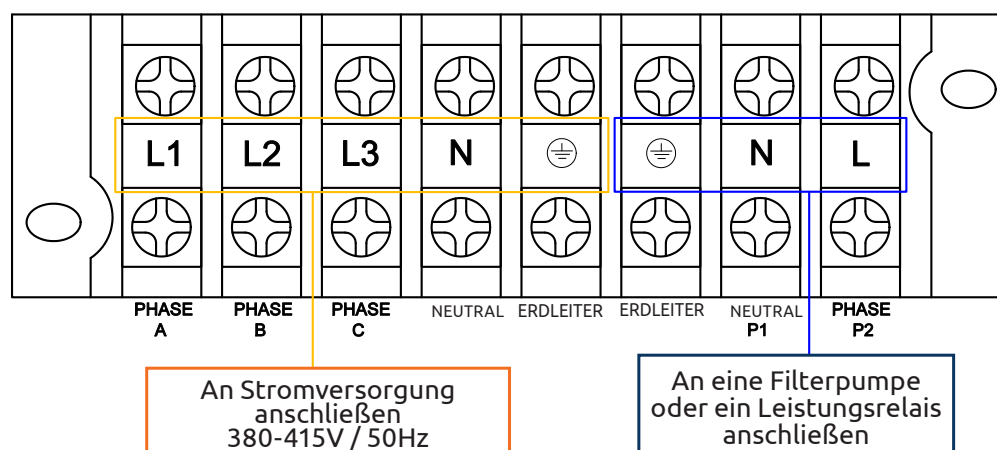 L1 L2 L3 N N L
PHASE A PHASE B PHASE C NEUTRAL ERDLEITER ERDLEITER NEUTRAL P1 PHASE P2
An Stromversorgung
anschließen
380-415V / 50Hz
An eine Filterpumpe
oder ein Leistungsrelais
anschließen